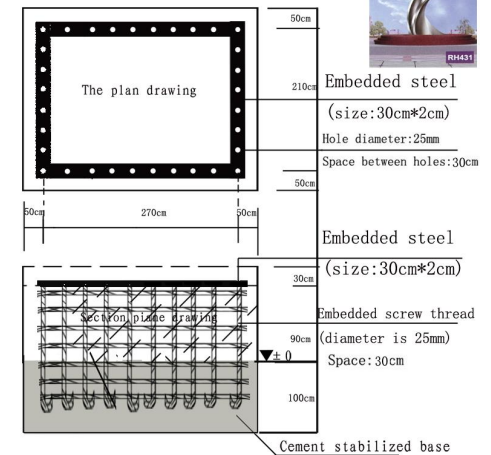 50cm
RH431
The plan drawing
210cm
Embedded steel
(size:30cm*2cm)
Hole diameter:25mm
Space between holes:30cm
50cm
50cm
270cm
50cm
Embedded steel
(size:30cm*2cm)
30cm
Section plane drawing
Embedded screw thread
(diameter is 25mm)
90cm
Space:30cm
± 0
100cm
Cement stabilized base